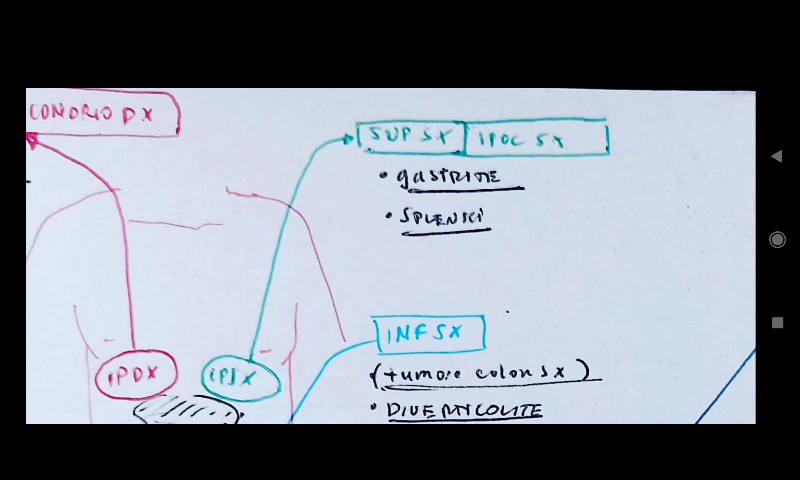 CONDRIO DX
SUP SX IPOC SX
• gastrite
• SPLENICI
INF SX
IPDX
IPSX
(tumore colon sx)
• DIVERTICOLITE